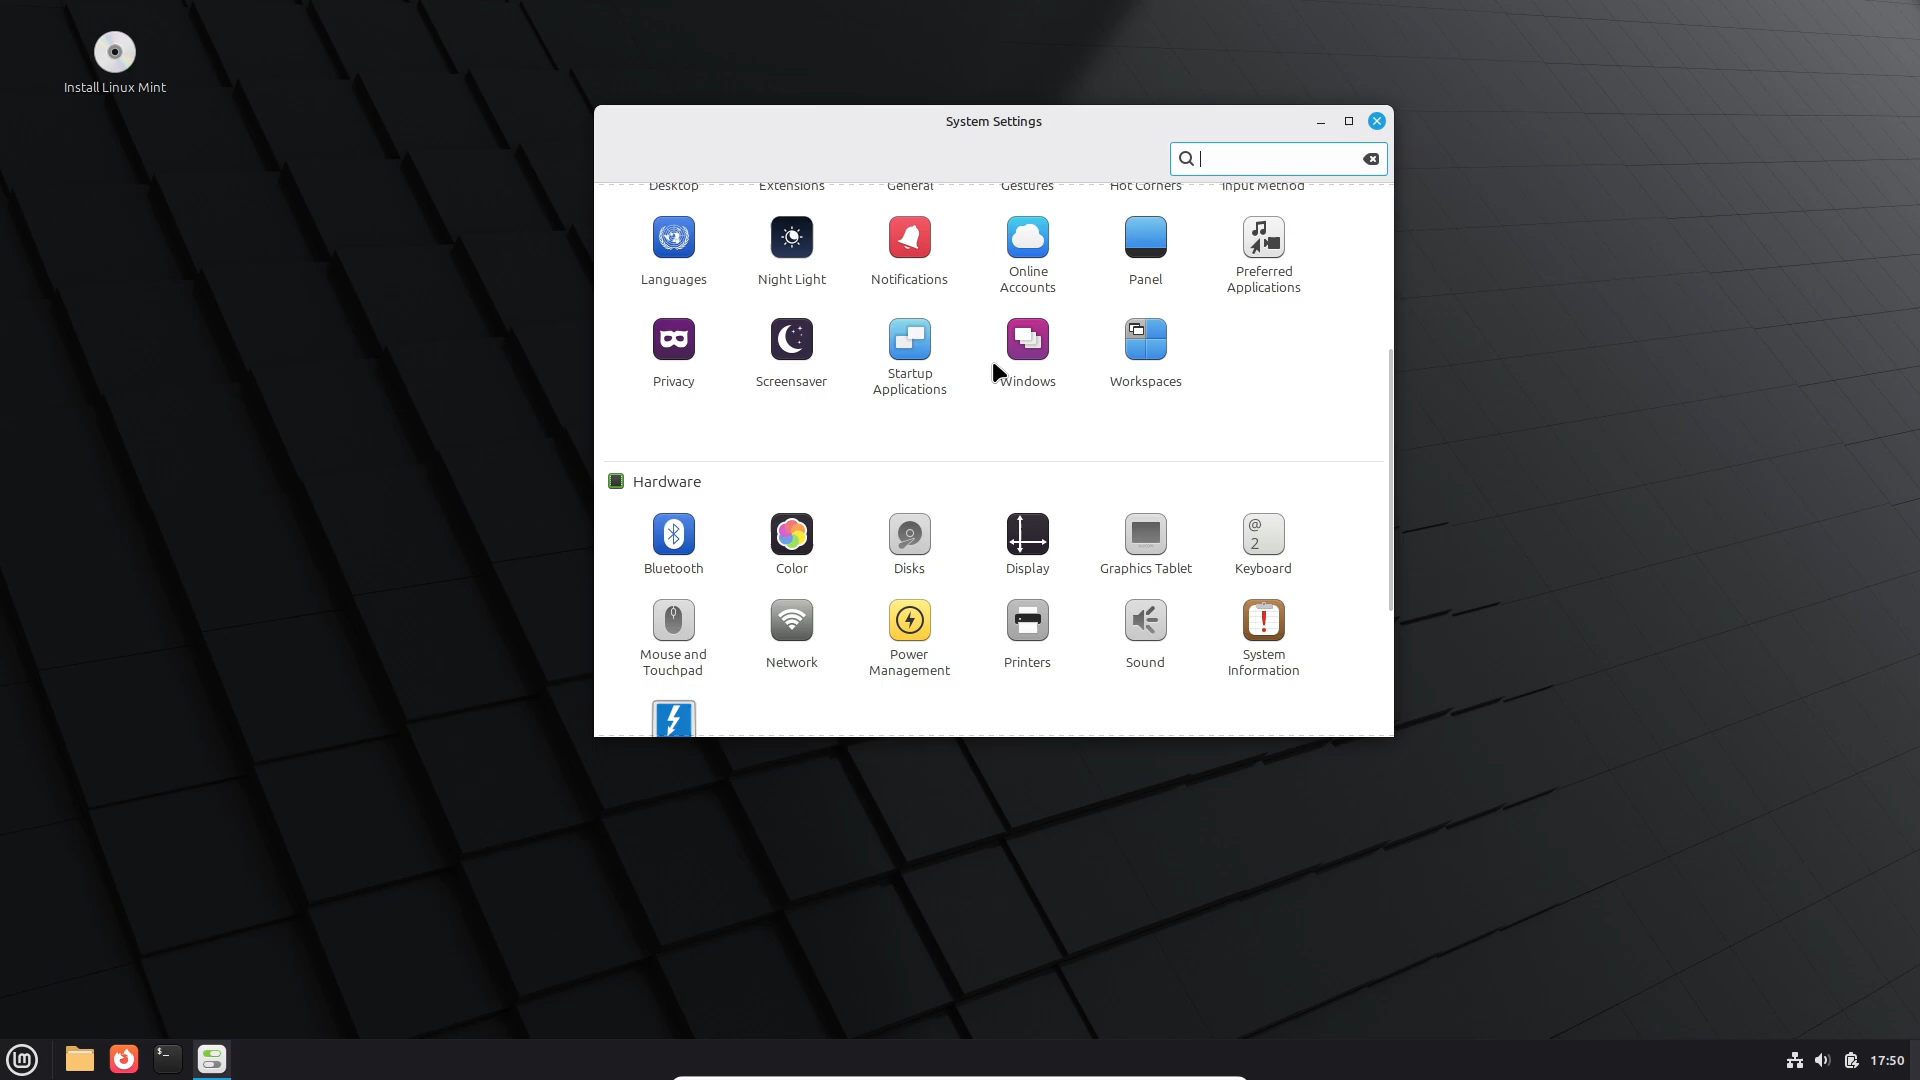 Install Linux Mint
System Settings
Desktop
Extensions
General
Gestures
Hot Corners
Input Method
Languages
Night Light
Notifications
Online
Accounts
Panel
Preferred
Applications
Privacy
Screensaver
Startup
Applications
Windows
Workspaces
Hardware
@
2
Bluetooth
Color
Disks
Display
Graphics Tablet
Keyboard
Mouse and
Touchpad
Network
Power
Management
Printers
Sound
System
Information
lm
$_
17:50